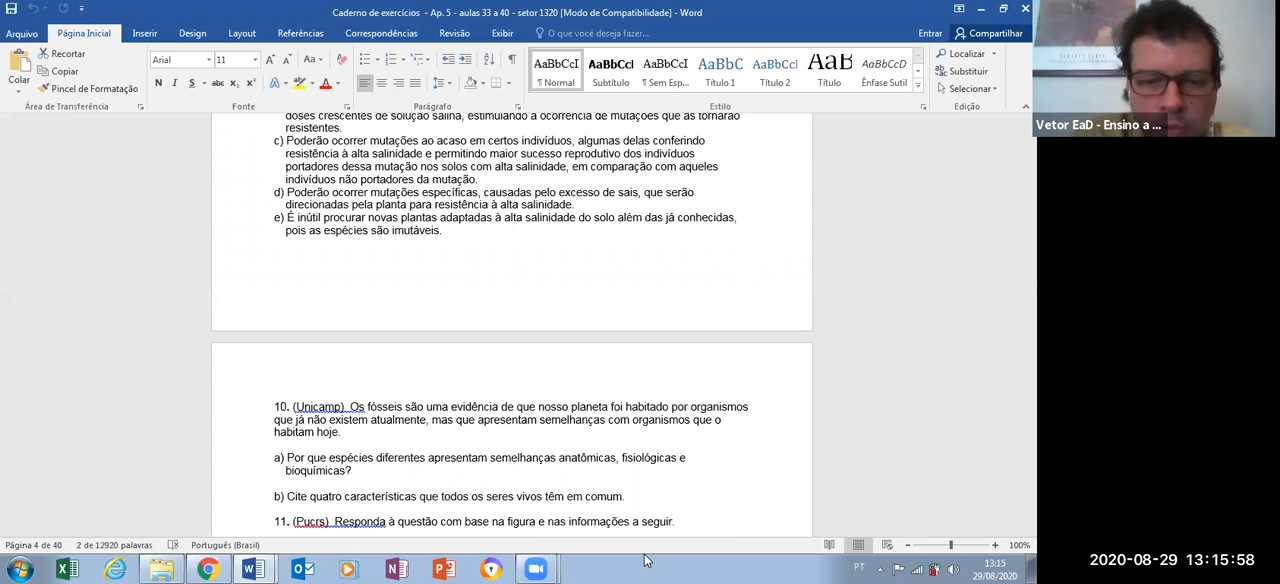 Caderno de exercícios - Ap. 5 - aulas 33 a 40 - setor 1320 [Modo de Compatibilidade] - Word
Arquivo Página Inicial Inserir Design Layout Referências Correspondências Revisão Exibir O que você deseja fazer... Entrar Compartilhar
Colar
Recortar
Copiar
Pincel de Formatação
Área de Transferência
Arial 11
N I S abc x₂ x²
Fonte
Parágrafo
AaBbCcI AaBbCcI AaBbCcI AaBbC AaBbCcI AaB AaBbCcD
¶ Normal Subtítulo ¶ Sem Esp... Título 1 Título 2 Título Ênfase Sutil
Estilo
Localizar
Substituir
Selecionar
Edição
Vetor EaD - Ensino a ...
doses crescentes de solução salina, estimulando a ocorrência de mutações que as tornarão
resistentes.
c) Poderão ocorrer mutações ao acaso em certos indivíduos, algumas delas conferindo
resistência à alta salinidade e permitindo maior sucesso reprodutivo dos indivíduos
portadores dessa mutação nos solos com alta salinidade, em comparação com aqueles
indivíduos não portadores da mutação.
d) Poderão ocorrer mutações específicas, causadas pelo excesso de sais, que serão
direcionadas pela planta para resistência à alta salinidade.
e) É inútil procurar novas plantas adaptadas à alta salinidade do solo além das já conhecidas,
pois as espécies são imutáveis.
10. (Unicamp) Os fósseis são uma evidência de que nosso planeta foi habitado por organismos
que já não existem atualmente, mas que apresentam semelhanças com organismos que o
habitam hoje.
a) Por que espécies diferentes apresentam semelhanças anatômicas, fisiológicas e
bioquímicas?
b) Cite quatro características que todos os seres vivos têm em comum.
11. (Pucrs) Responda à questão com base na figura e nas informações a seguir.
Página 4 de 40 2 de 12920 palavras Português (Brasil) 100%
PT 13:15
29/08/2020
2020-08-29 13:15:58